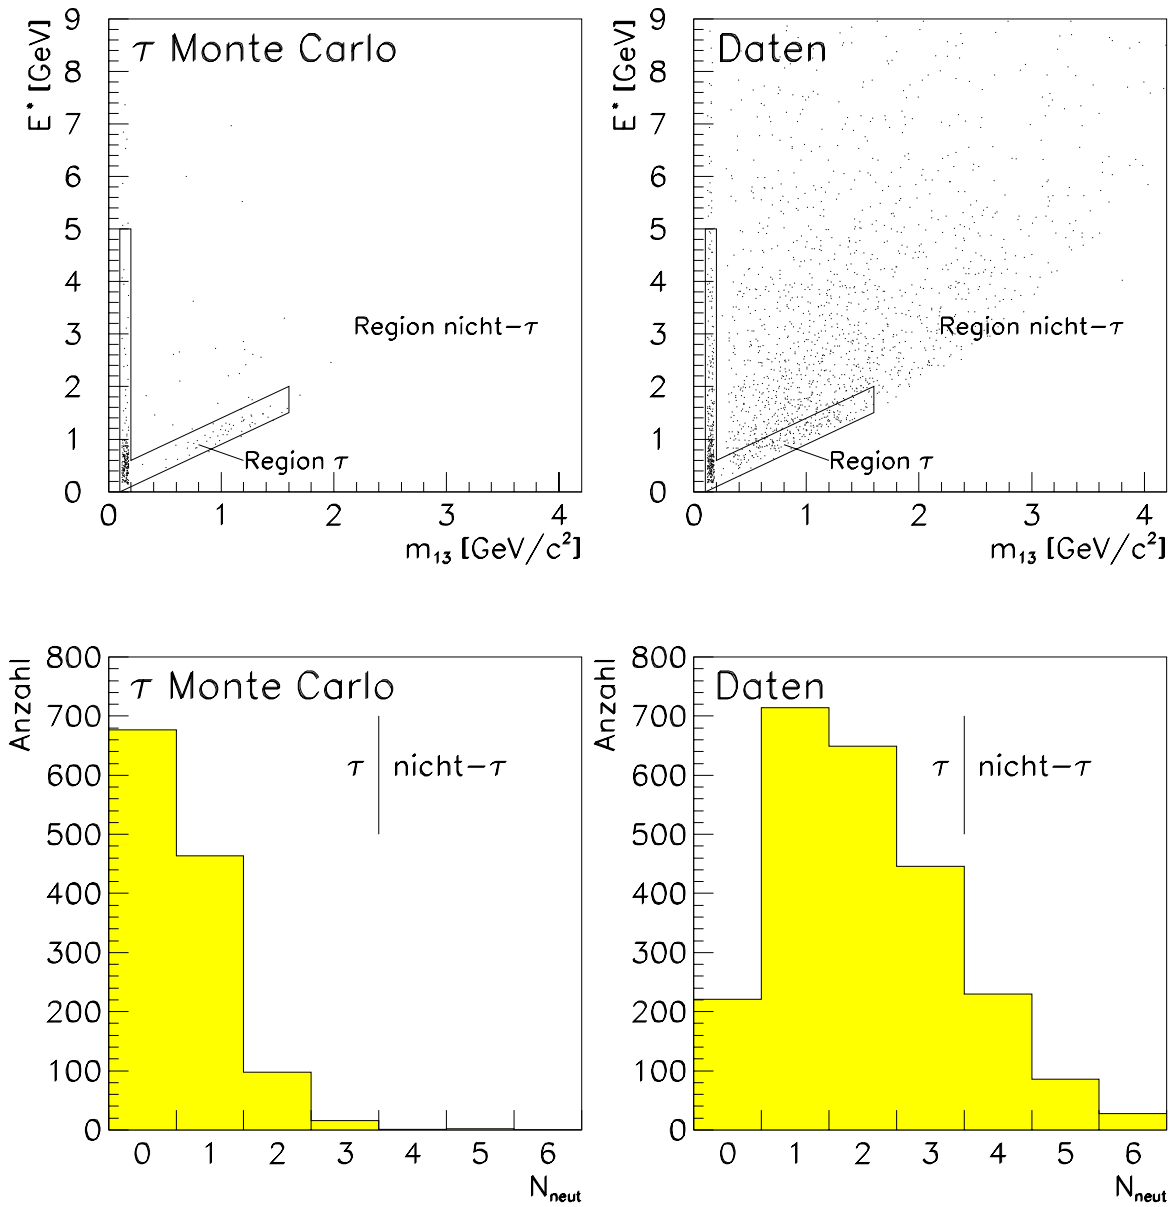 τ Monte Carlo
E* [GeV]
9
8
7
6
5
4
3
2
1
0
Region nicht-τ
Region τ
0 1 2 3 4
m₁₃ [GeV/c²]
Daten
E* [GeV]
9
8
7
6
5
4
3
2
1
0
Region nicht-τ
Region τ
0 1 2 3 4
m₁₃ [GeV/c²]
τ Monte Carlo
Anzahl
800
700
600
500
400
300
200
100
0
τ nicht-τ
0 1 2 3 4 5 6
Nneut
Daten
Anzahl
800
700
600
500
400
300
200
100
0
τ nicht-τ
0 1 2 3 4 5 6
Nneut